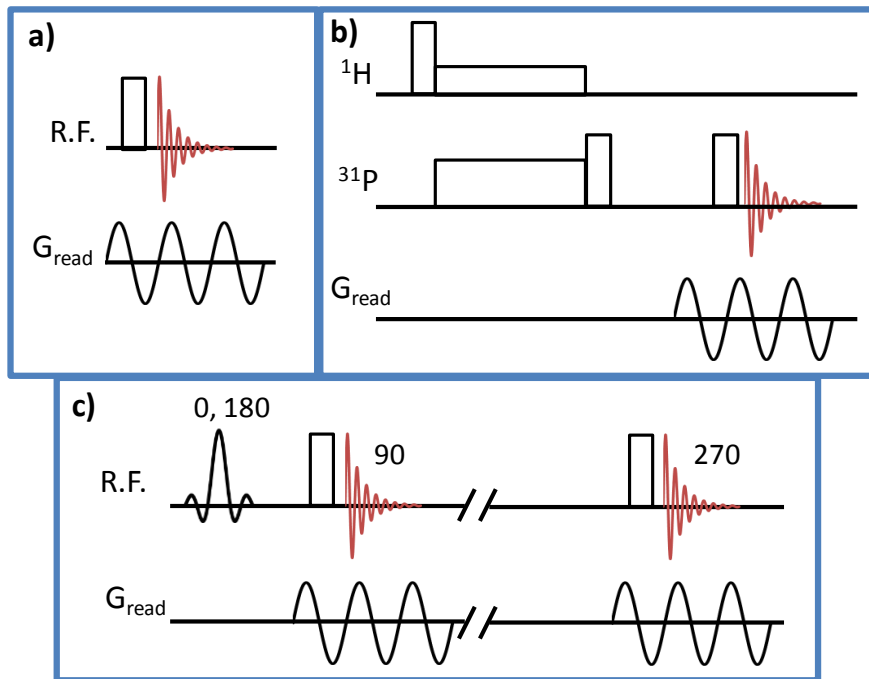 a)
R.F.
G_read
b)
¹H
³¹P
G_read
c)
0, 180
90
270
R.F.
G_read